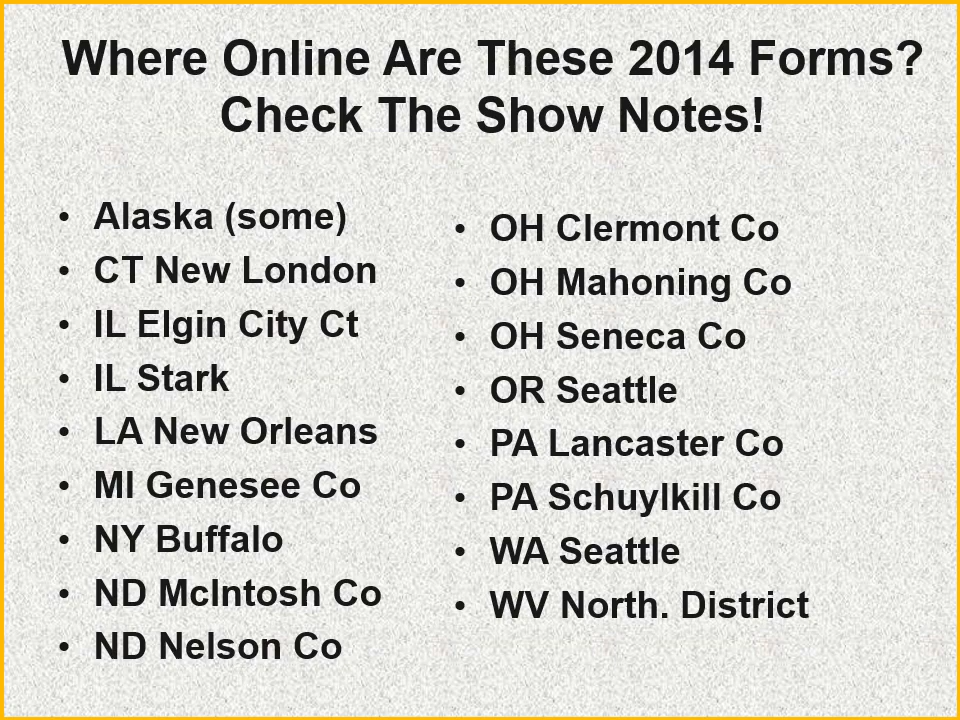 Where Online Are These 2014 Forms?
Check The Show Notes!
• Alaska (some)
• CT New London
• IL Elgin City Ct
• IL Stark
• LA New Orleans
• MI Genesee Co
• NY Buffalo
• ND McIntosh Co
• ND Nelson Co
• OH Clermont Co
• OH Mahoning Co
• OH Seneca Co
• OR Seattle
• PA Lancaster Co
• PA Schuylkill Co
• WA Seattle
• WV North. District